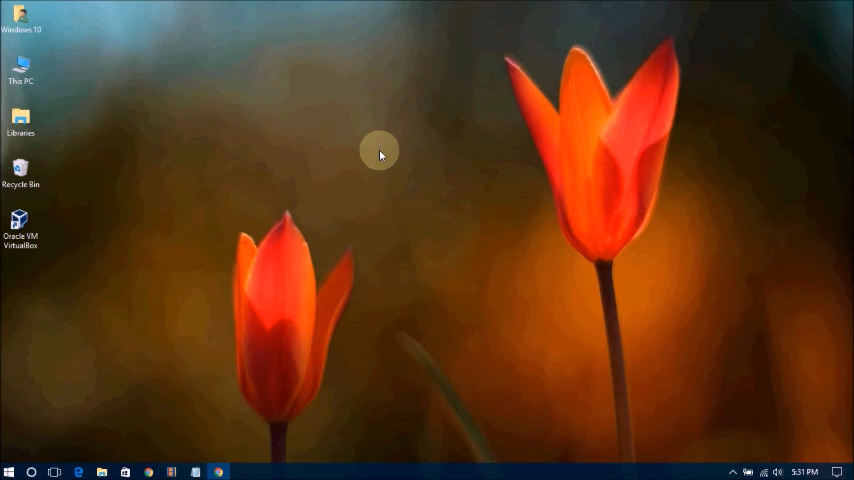 Windows 10
This PC
Libraries
Recycle Bin
Oracle VM
VirtualBox
5:31 PM